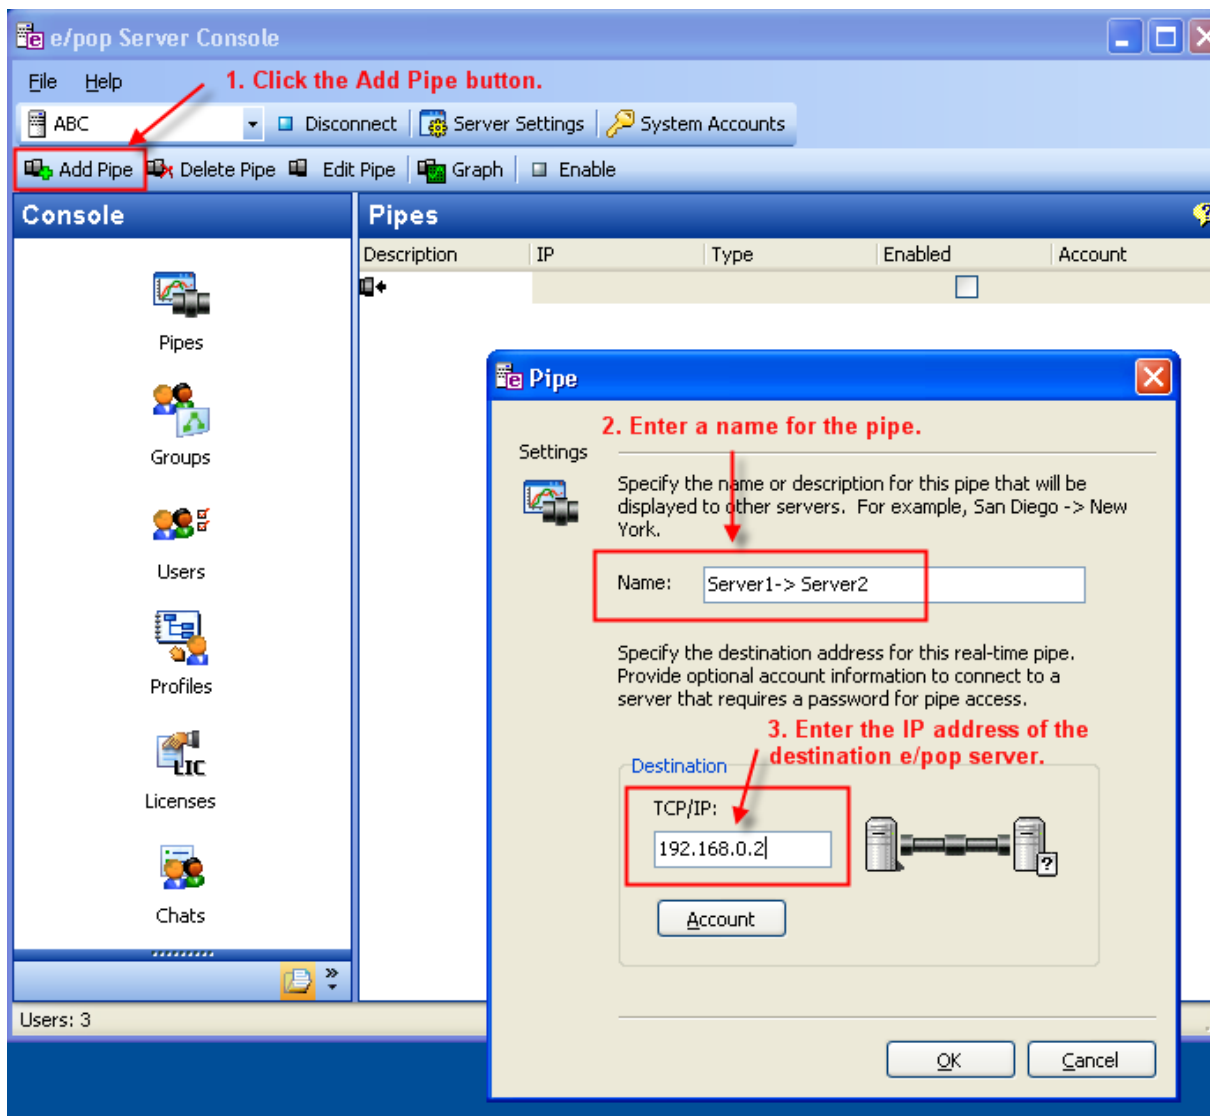 e/pop Server Console
File Help
1. Click the Add Pipe button.
ABC Disconnect Server Settings System Accounts
Add Pipe Delete Pipe Edit Pipe Graph Enable
Console
Pipes
Description IP Type Enabled Account
Pipes
Groups
Users
Profiles
LIC
Licenses
Chats
Users: 3
Pipe
2. Enter a name for the pipe.
Settings
Specify the name or description for this pipe that will be
displayed to other servers. For example, San Diego -> New
York.
Name: Server1-> Server2
Specify the destination address for this real-time pipe.
Provide optional account information to connect to a
server that requires a password for pipe access.
3. Enter the IP address of the
destination e/pop server.
Destination
TCP/IP:
192.168.0.2
?
Account
OK Cancel